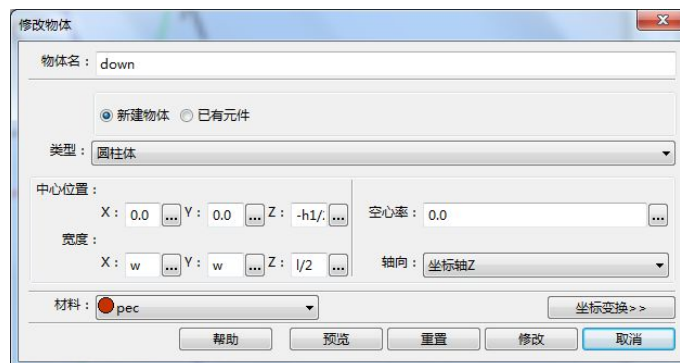 修改物体
物体名： down
新建物体 已有元件
类型： 圆柱体
中心位置：
X： 0.0 ... Y： 0.0 ... Z： -h1/ ... 空心率： 0.0 ...
宽度：
X： w ... Y： w ... Z： l/2 ... 轴向： 坐标轴Z
材料： pec 坐标变换>>
帮助 预览 重置 修改 取消